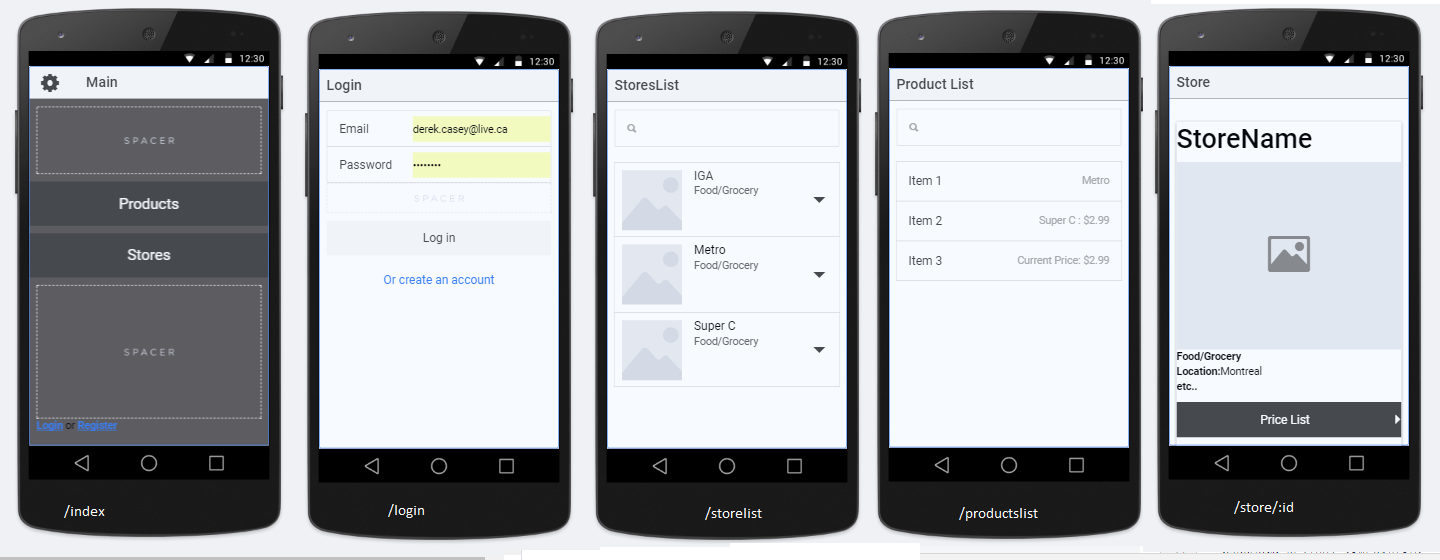 12:30
Main
SPACER
Products
Stores
SPACER
Login or Register
/index
12:30
Login
Email derek.casey@live.ca
Password ••••••••
SPACER
Log in
Or create an account
/login
12:30
StoresList
IGA
Food/Grocery
Metro
Food/Grocery
Super C
Food/Grocery
/storelist
12:30
Product List
Item 1 Metro
Item 2 Super C : $2.99
Item 3 Current Price: $2.99
/productslist
12:30
Store
StoreName
Food/Grocery
Location:Montreal
etc..
Price List
/store/:id